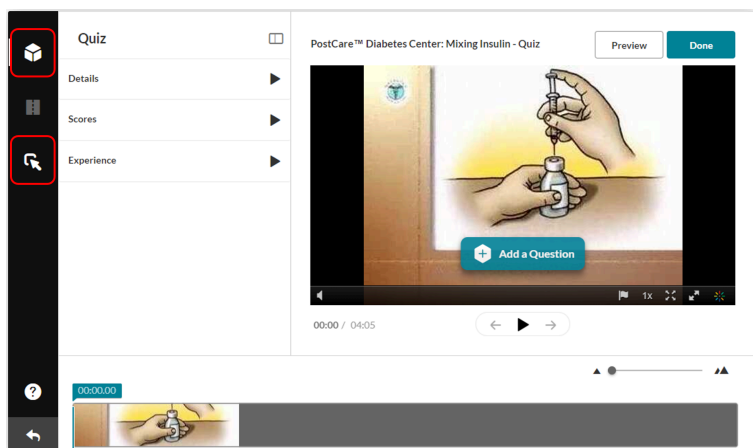 Quiz
PostCare™ Diabetes Center: Mixing Insulin - Quiz
Preview
Done
Details
Scores
Experience
Add a Question
1x
00:00 / 04:05
?
00:00.00